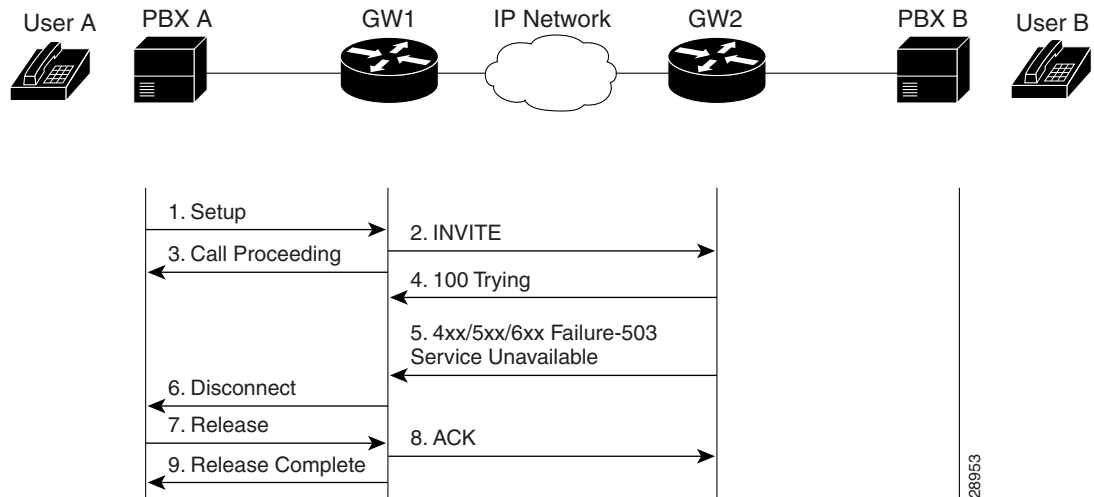 User A
PBX A
GW1
IP Network
GW2
PBX B
User B
1. Setup
2. INVITE
3. Call Proceeding
4. 100 Trying
5. 4xx/5xx/6xx Failure-503
Service Unavailable
6. Disconnect
7. Release
8. ACK
9. Release Complete
28953